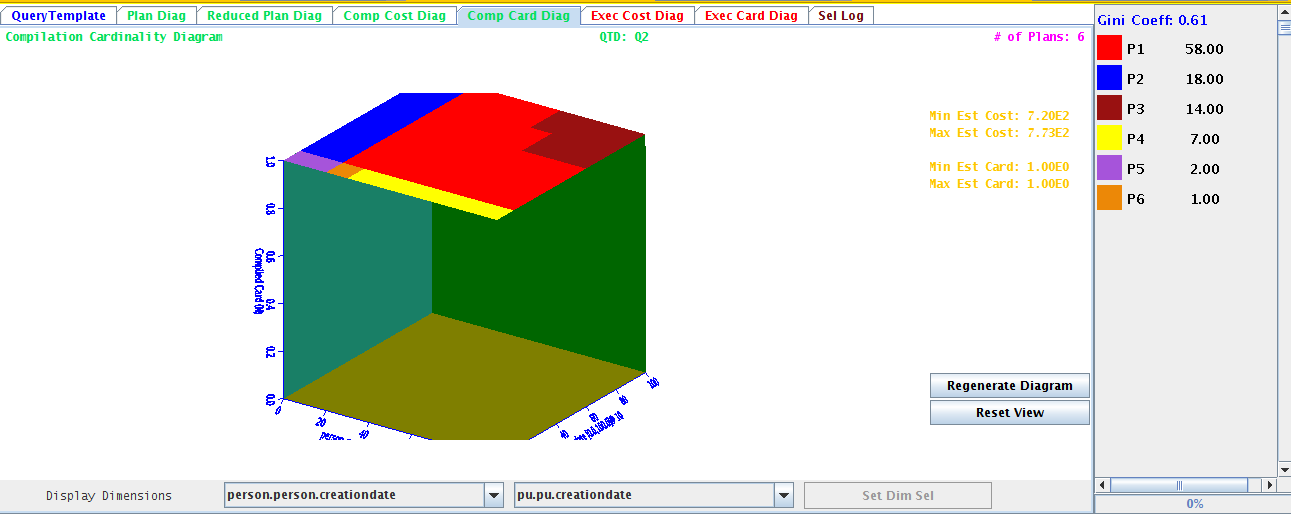 QueryTemplate Plan Diag Reduced Plan Diag Comp Cost Diag Comp Card Diag Exec Cost Diag Exec Card Diag Sel Log
Compilation Cardinality Diagram QTD: Q2 # of Plans: 6
Gini Coeff: 0.61
P1 58.00
P2 18.00
P3 14.00
P4 7.00
P5 2.00
P6 1.00
Min Est Cost: 7.20E2
Max Est Cost: 7.73E2
Min Est Card: 1.00E0
Max Est Card: 1.00E0
1.0
0.8
0.6
Compiled Card (N)
0.4
0.2
0.0
0 20 40
40 60 80 100
Regenerate Diagram
Reset View
Display Dimensions person.person.creationdate pu.pu.creationdate Set Dim Sel
0%